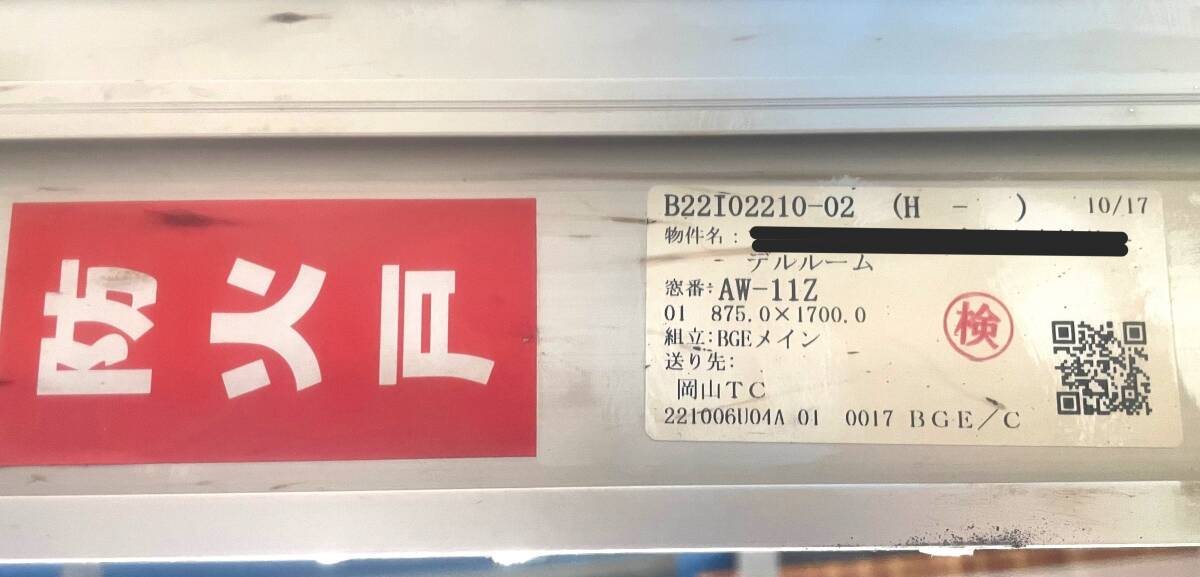 防火戸
B22I02210-02 (H - ) 10/17
物件名:
デルルーム
窓番:AW-11Z
01 875.0×1700.0
組立:BGEメイン
送り先:
岡山TC
221006U04A 01 0017 BGE/C
検